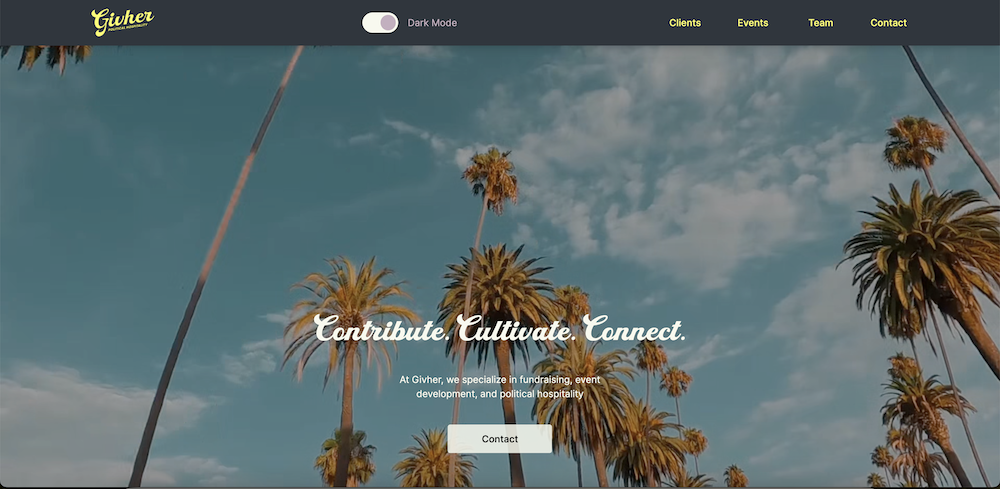 Givher
POLITICAL HOSPITALITY
Dark Mode
Clients
Events
Team
Contact
Contribute. Cultivate. Connect.
At Givher, we specialize in fundraising, event
development, and political hospitality
Contact